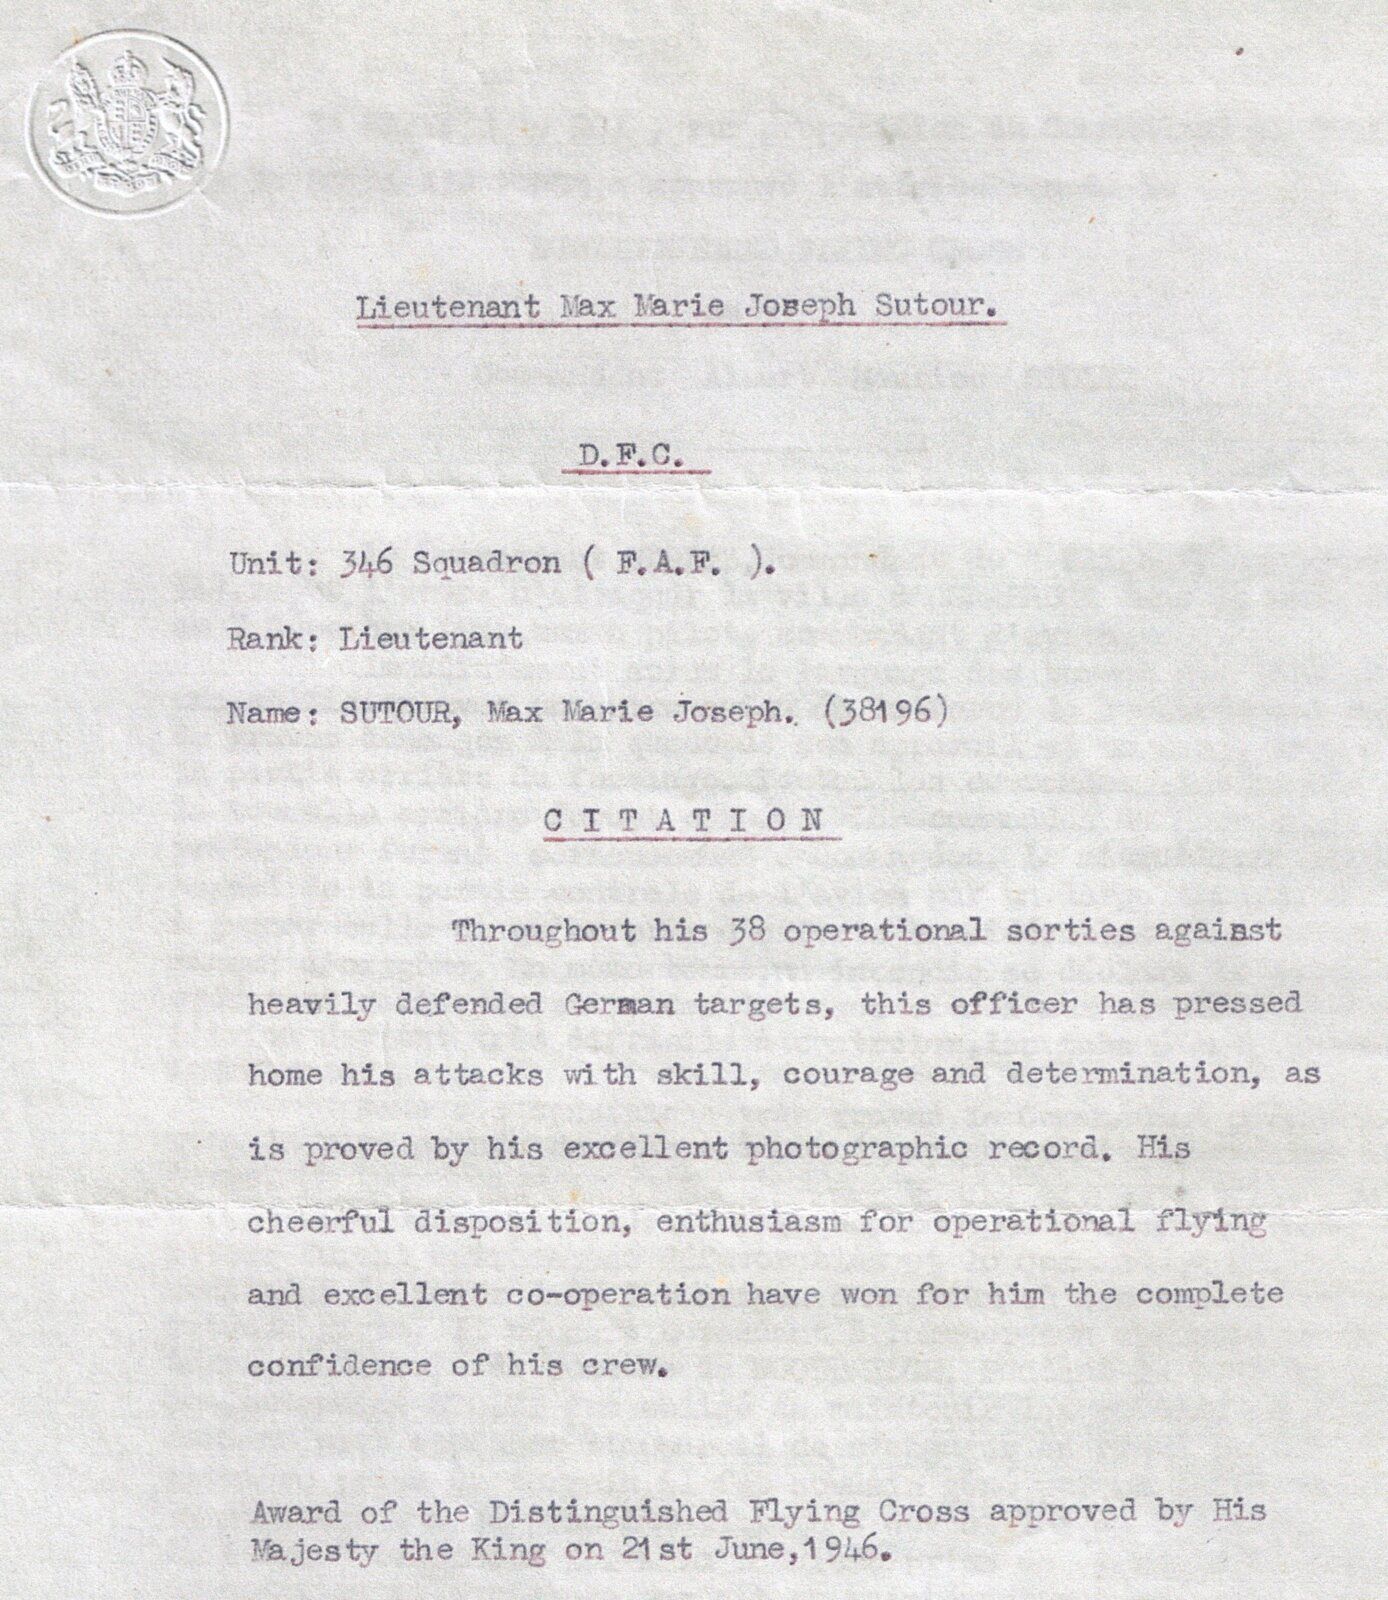 Lieutenant Max Marie Joseph Sutour.
D.F.C.
Unit: 346 Squadron ( F.A.F. ).
Rank: Lieutenant
Name: SUTOUR, Max Marie Joseph. (38196)
C I T A T I O N
Throughout his 38 operational sorties against
heavily defended German targets, this officer has pressed
home his attacks with skill, courage and determination, as
is proved by his excellent photographic record. His
cheerful disposition, enthusiasm for operational flying
and excellent co-operation have won for him the complete
confidence of his crew.
Award of the Distinguished Flying Cross approved by His
Majesty the King on 21st June,1946.